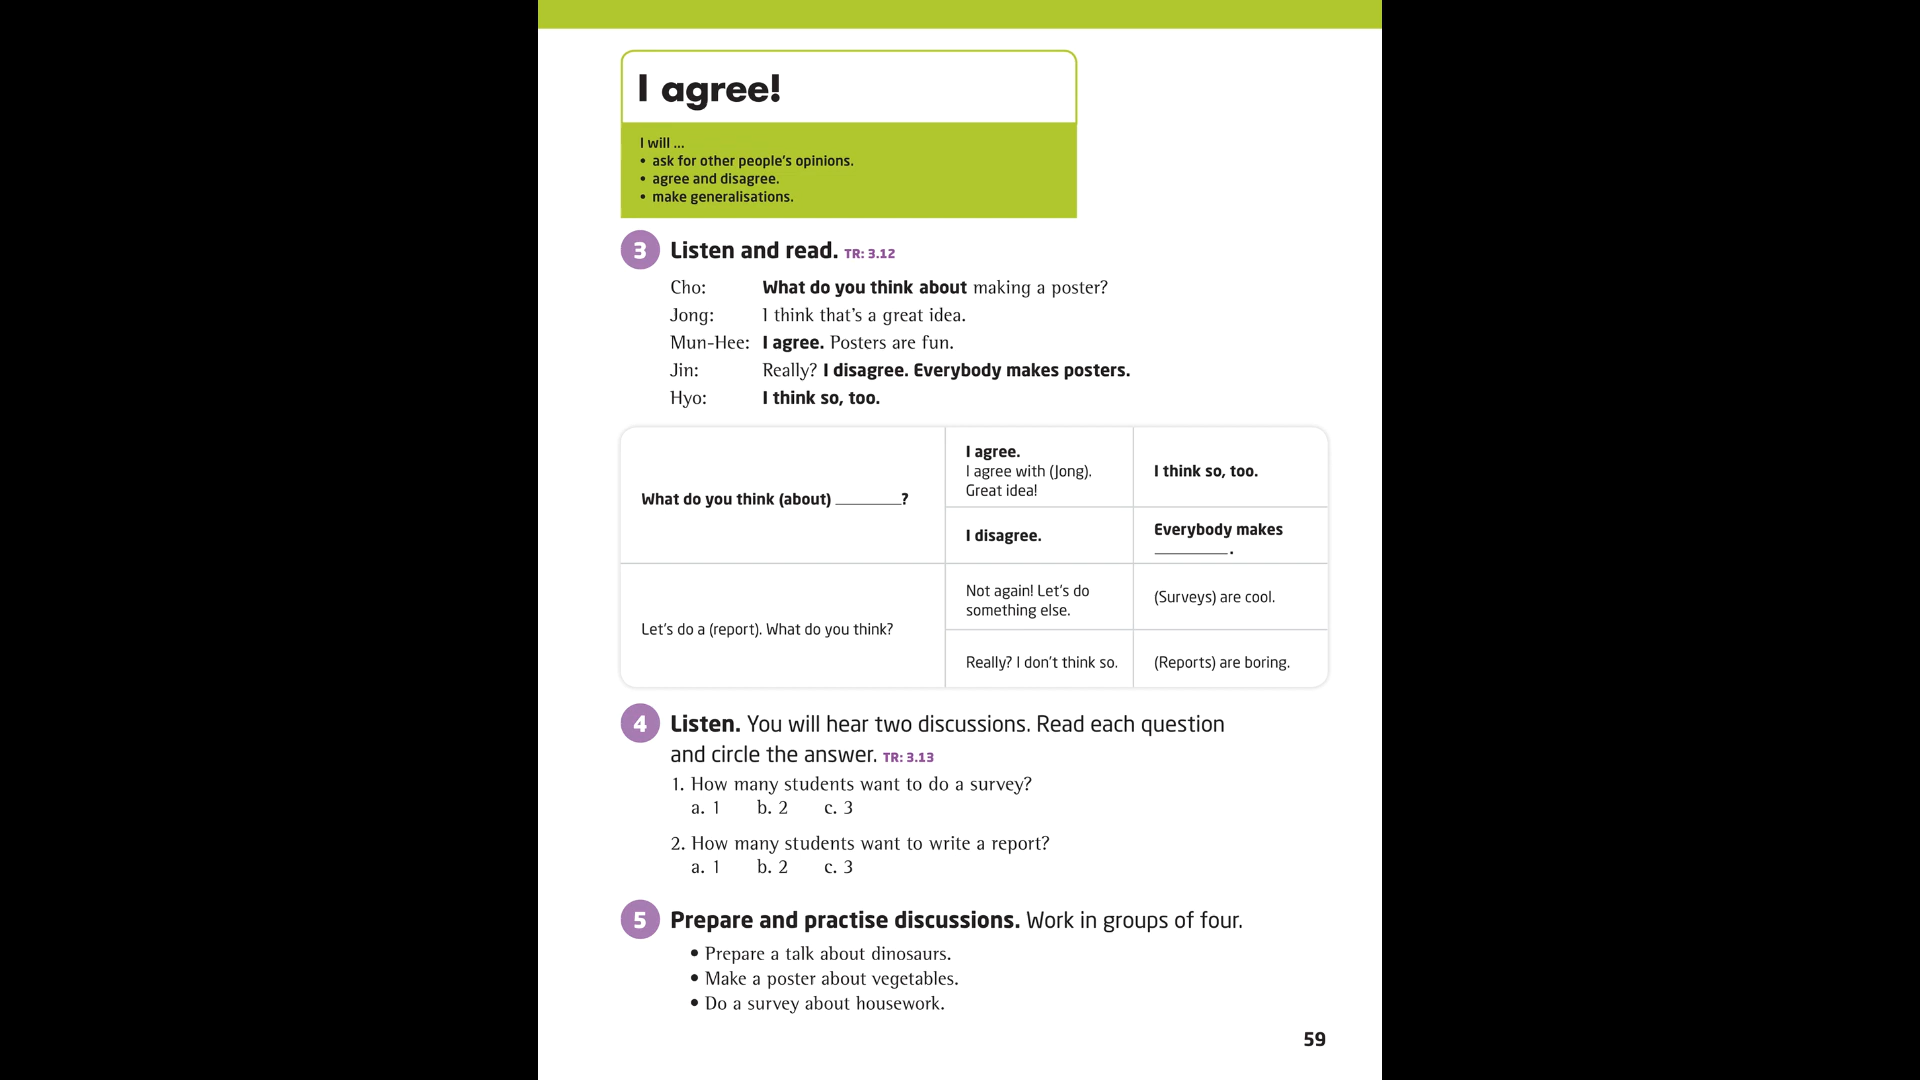 I agree!
I will ...
• ask for other people's opinions.
• agree and disagree.
• make generalisations.
3 Listen and read. TR: 3.12
Cho: What do you think about making a poster?
Jong: I think that's a great idea.
Mun-Hee: I agree. Posters are fun.
Jin: Really? I disagree. Everybody makes posters.
Hyo: I think so, too.
What do you think (about) ________?
I agree.
I agree with (Jong).
Great idea!
I think so, too.
I disagree.
Everybody makes
_________.
Let's do a (report). What do you think?
Not again! Let's do
something else.
(Surveys) are cool.
Really? I don't think so.
(Reports) are boring.
4 Listen. You will hear two discussions. Read each question
and circle the answer. TR: 3.13
1. How many students want to do a survey?
a. 1 b. 2 c. 3
2. How many students want to write a report?
a. 1 b. 2 c. 3
5 Prepare and practise discussions. Work in groups of four.
• Prepare a talk about dinosaurs.
• Make a poster about vegetables.
• Do a survey about housework.
59